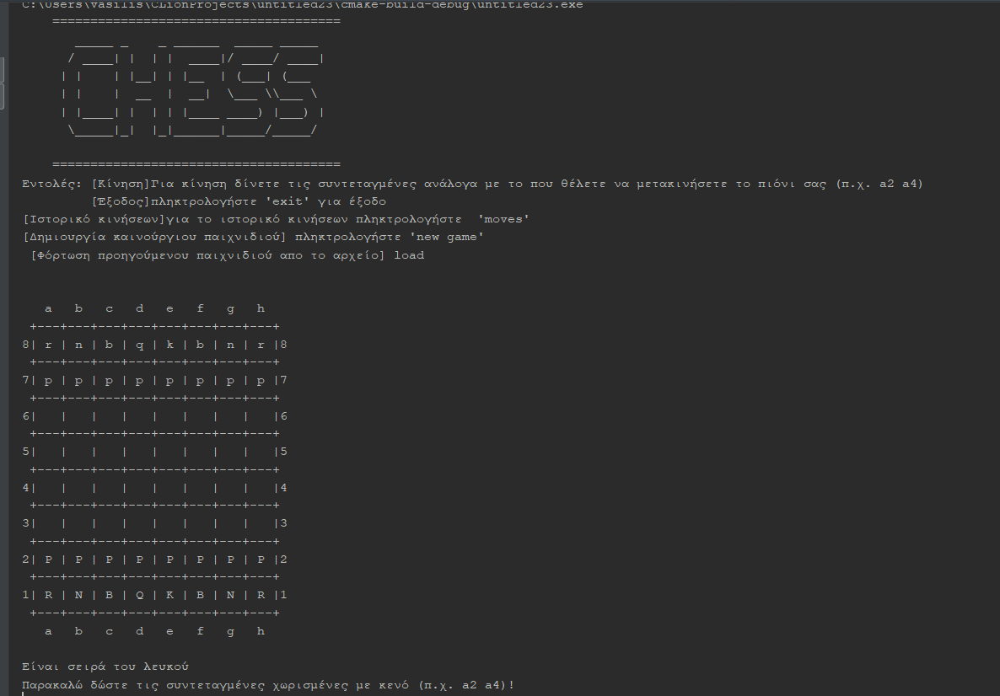 C:\Users\vasilis\CLionProjects\untitled23\cmake-build-debug\untitled23.exe
======================================
  _____ _    _ ______  _____ _____
 / ____| |  | |  ____|/ ____/ ____|
| |    | |__| | |__  | (___| (___
| |    |  __  |  __|  \___ \\___ \
| |____| |  | | |____ ____) |___) |
 \_____|_|  |_|______|_____/_____/
======================================
Εντολές: [Κίνηση]Για κίνηση δίνετε τις συντεταγμένες ανάλογα με το που θέλετε να μετακινήσετε το πιόνι σας (π.χ. a2 a4)
[Έξοδος]πληκτρολογήστε 'exit' για έξοδο
[Ιστορικό κινήσεων]για το ιστορικό κινήσεων πληκτρολογήστε  'moves'
[Δημιουργία καινούργιου παιχνιδιού] πληκτρολογήστε 'new game'
[Φόρτωση προηγούμενου παιχνιδιού απο το αρχείο] load
   a   b   c   d   e   f   g   h
 +---+---+---+---+---+---+---+---+
8| r | n | b | q | k | b | n | r |8
 +---+---+---+---+---+---+---+---+
7| p | p | p | p | p | p | p | p |7
 +---+---+---+---+---+---+---+---+
6|   |   |   |   |   |   |   |   |6
 +---+---+---+---+---+---+---+---+
5|   |   |   |   |   |   |   |   |5
 +---+---+---+---+---+---+---+---+
4|   |   |   |   |   |   |   |   |4
 +---+---+---+---+---+---+---+---+
3|   |   |   |   |   |   |   |   |3
 +---+---+---+---+---+---+---+---+
2| P | P | P | P | P | P | P | P |2
 +---+---+---+---+---+---+---+---+
1| R | N | B | Q | K | B | N | R |1
 +---+---+---+---+---+---+---+---+
   a   b   c   d   e   f   g   h
Είναι σειρά του λευκού
Παρακαλώ δώστε τις συντεταγμένες χωρισμένες με κενό (π.χ. a2 a4)!